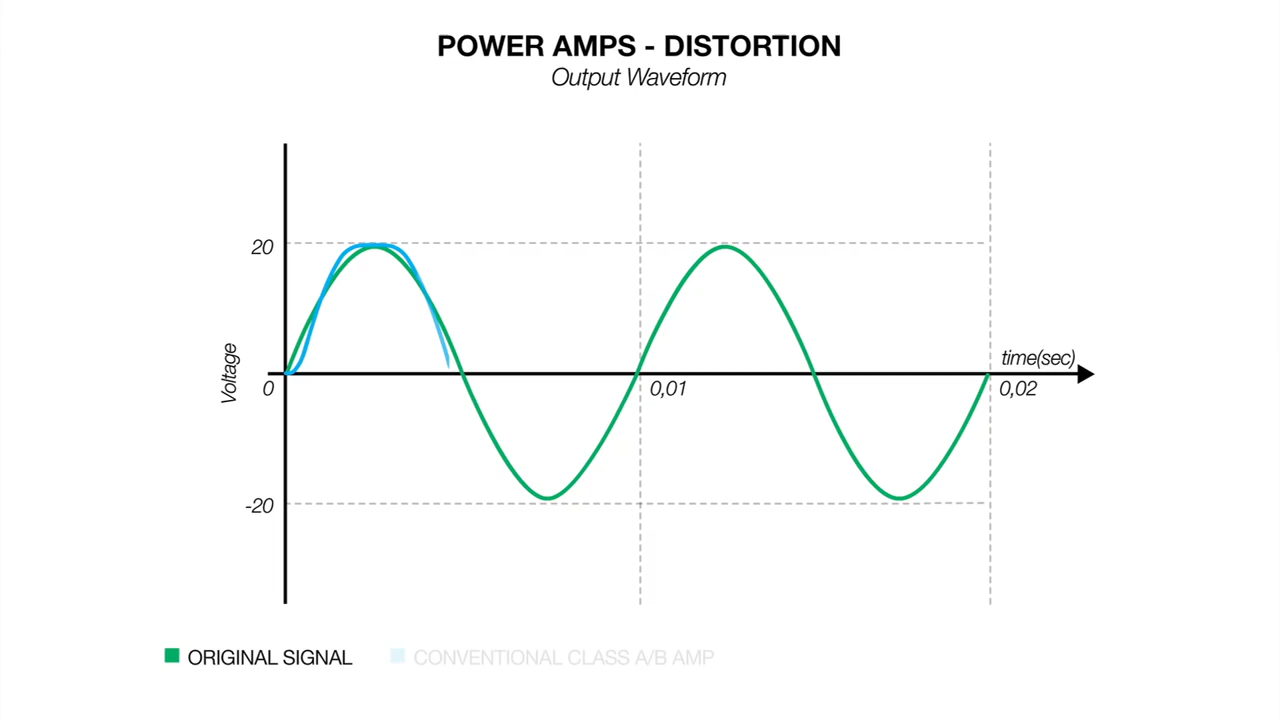 POWER AMPS - DISTORTION
Output Waveform
20
Voltage
0
time(sec)
0,01
0,02
-20
ORIGINAL SIGNAL
CONVENTIONAL CLASS A/B AMP